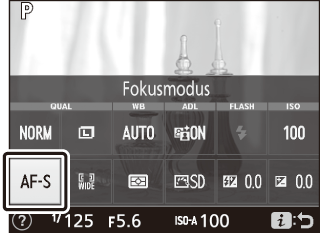 P
Fokusmodus
QUAL WB ADL FLASH ISO
NORM L AUTO ON 100
AF-S WIDE SD 0.0 0.0
? 1/125 F5.6 ISO-A 100 i